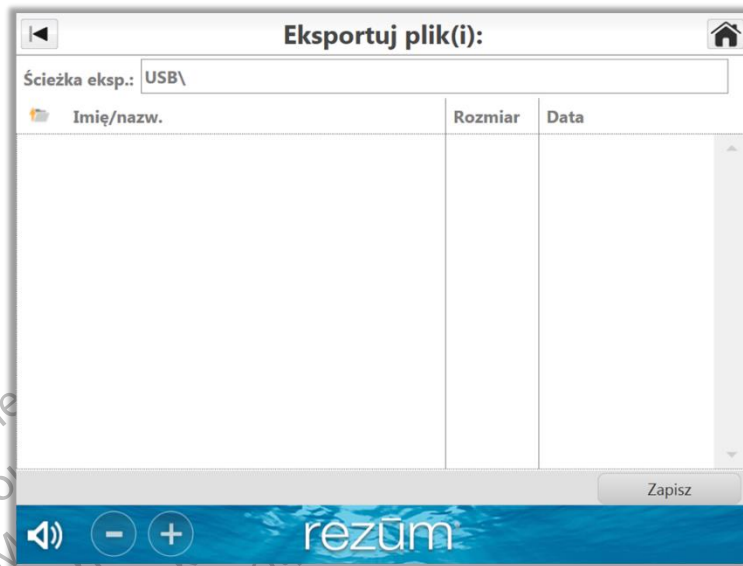 Eksportuj plik(i):
Ścieżka eksp.: USB\
Imię/nazw. Rozmiar Data
Zapisz
rezūm